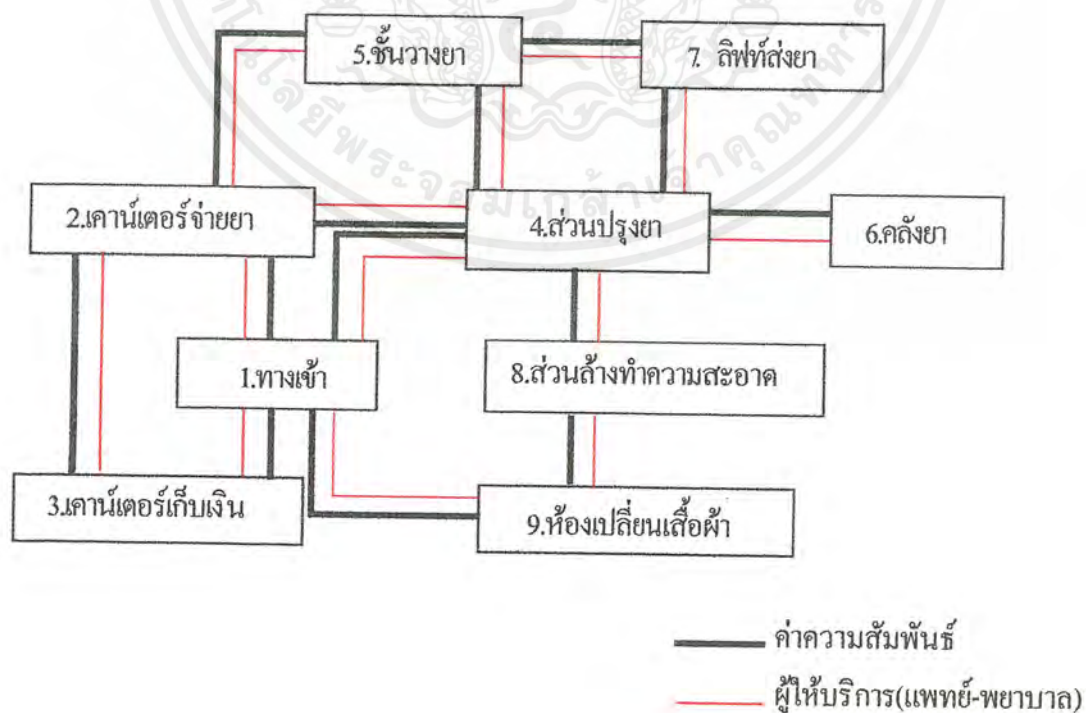 5.ชั้นวางยา
7. ลิฟท์ส่งยา
2.เคาน์เตอร์จ่ายยา
4.ส่วนปรุงยา
6.คลังยา
1.ทางเข้า
8.ส่วนล้างทำความสะอาด
3.เคาน์เตอร์เก็บเงิน
9.ห้องเปลี่ยนเสื้อผ้า
ค่าความสัมพันธ์
ผู้ให้บริการ(แพทย์-พยาบาล)